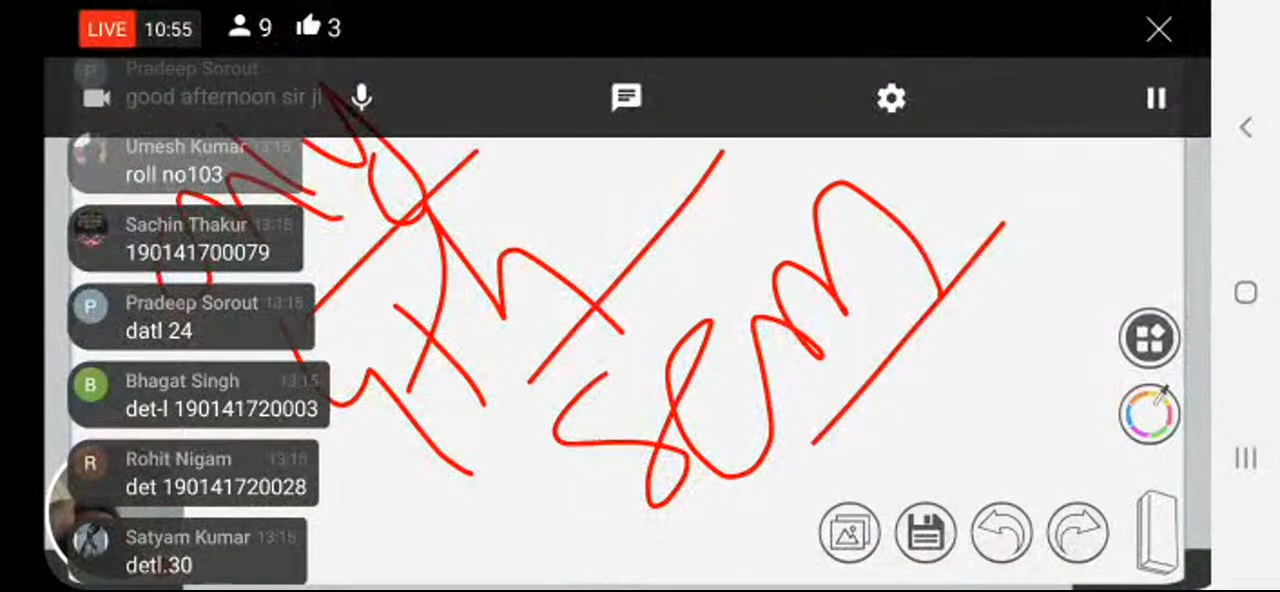 LIVE 10:55 9 3
Pradeep Sorout
good afternoon sir ji
Umesh Kumar 13:15
roll no103
Sachin Thakur 13:15
190141700079
Pradeep Sorout 13:15
datl 24
Bhagat Singh 13:15
det-l 190141720003
Rohit Nigam 13:15
det 190141720028
Satyam Kumar 13:15
detl.30
4th
Sem